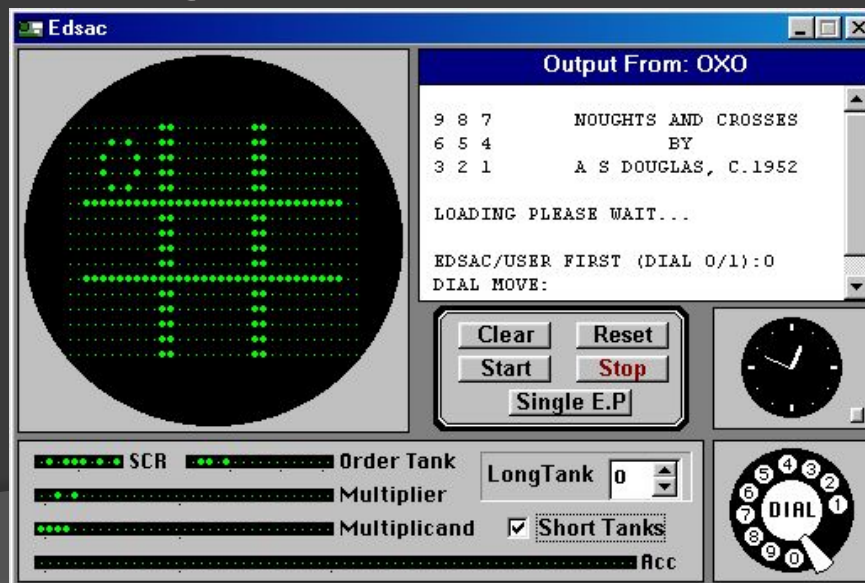 Edsac
Output From: OXO
9 8 7 NOUGHTS AND CROSSES
6 5 4 BY
3 2 1 A S DOUGLAS, C.1952
LOADING PLEASE WAIT...
EDSAC/USER FIRST (DIAL 0/1):0
DIAL MOVE:
Clear Reset
Start Stop
Single E.P
SCR Order Tank
LongTank 0
Multiplier
Multiplicand
Short Tanks
Acc
1 2 3 4 5 6 7 8 9 0
DIAL